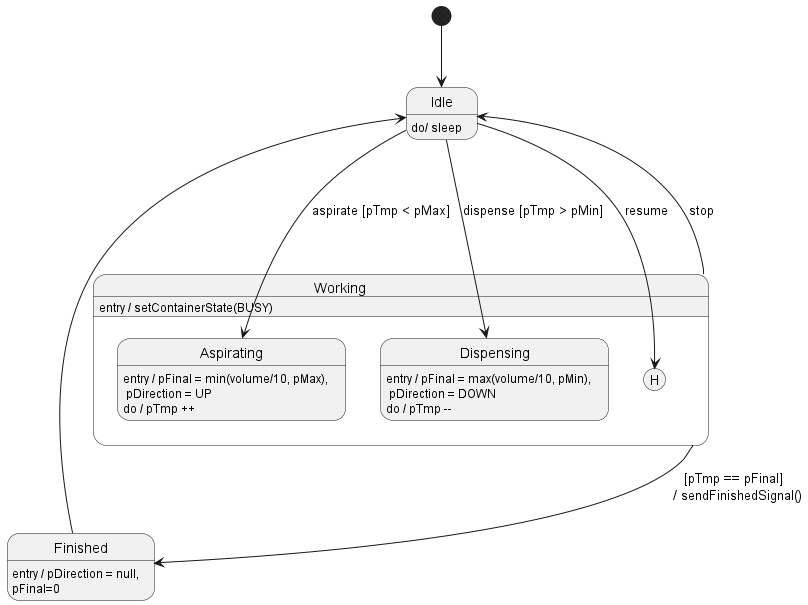 Idle
do/ sleep
aspirate [pTmp < pMax]
dispense [pTmp > pMin]
resume
stop
Working
entry / setContainerState(BUSY)
Aspirating
entry / pFinal = min(volume/10, pMax),
pDirection = UP
do / pTmp ++
Dispensing
entry / pFinal = max(volume/10, pMin),
pDirection = DOWN
do / pTmp --
H
[pTmp == pFinal]
/ sendFinishedSignal()
Finished
entry / pDirection = null,
pFinal=0